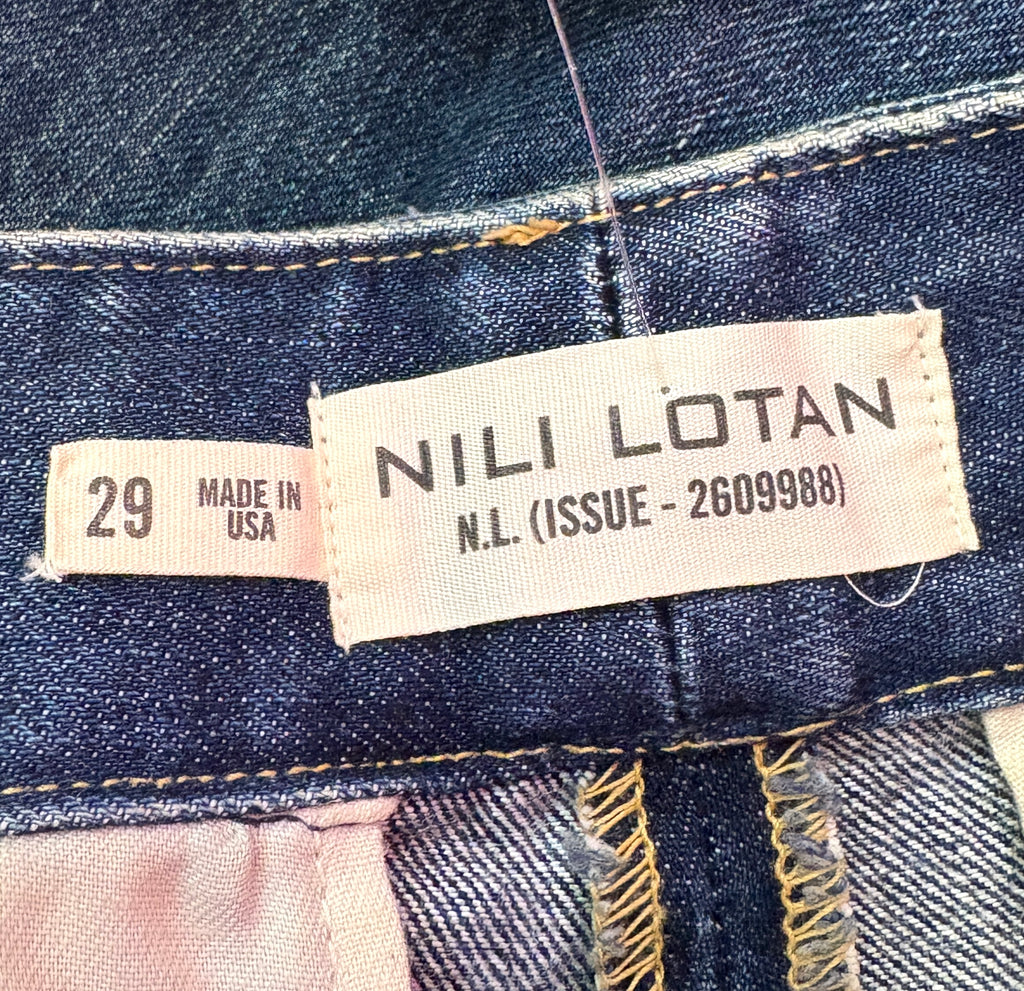 NILI LOTAN
N.L. (ISSUE - 2609988)
29
MADE IN
USA